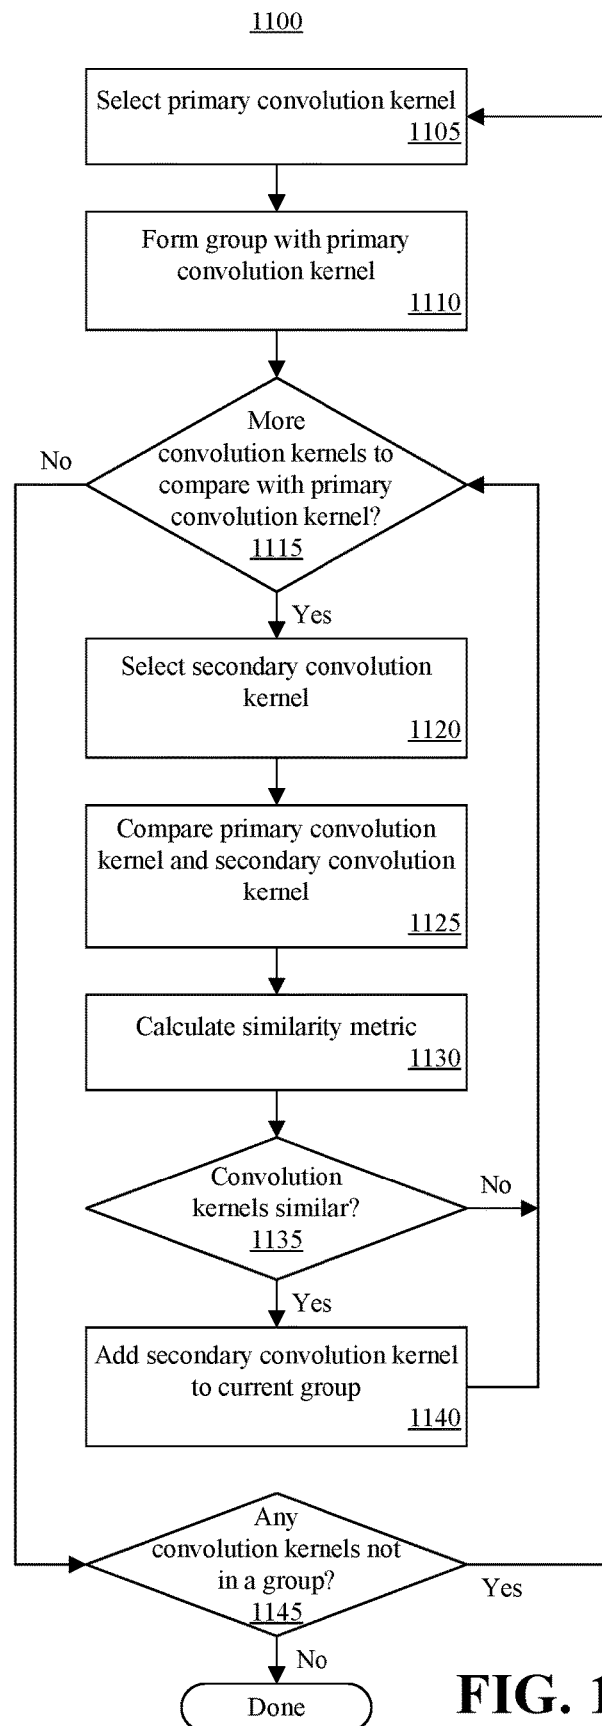 1100
Select primary convolution kernel
1105
Form group with primary
convolution kernel
1110
More
convolution kernels to
compare with primary
convolution kernel?
1115
No
Yes
Select secondary convolution
kernel
1120
Compare primary convolution
kernel and secondary convolution
kernel
1125
Calculate similarity metric
1130
Convolution
kernels similar?
1135
No
Yes
Add secondary convolution kernel
to current group
1140
Any
convolution kernels not
in a group?
1145
Yes
No
Done
FIG. 1